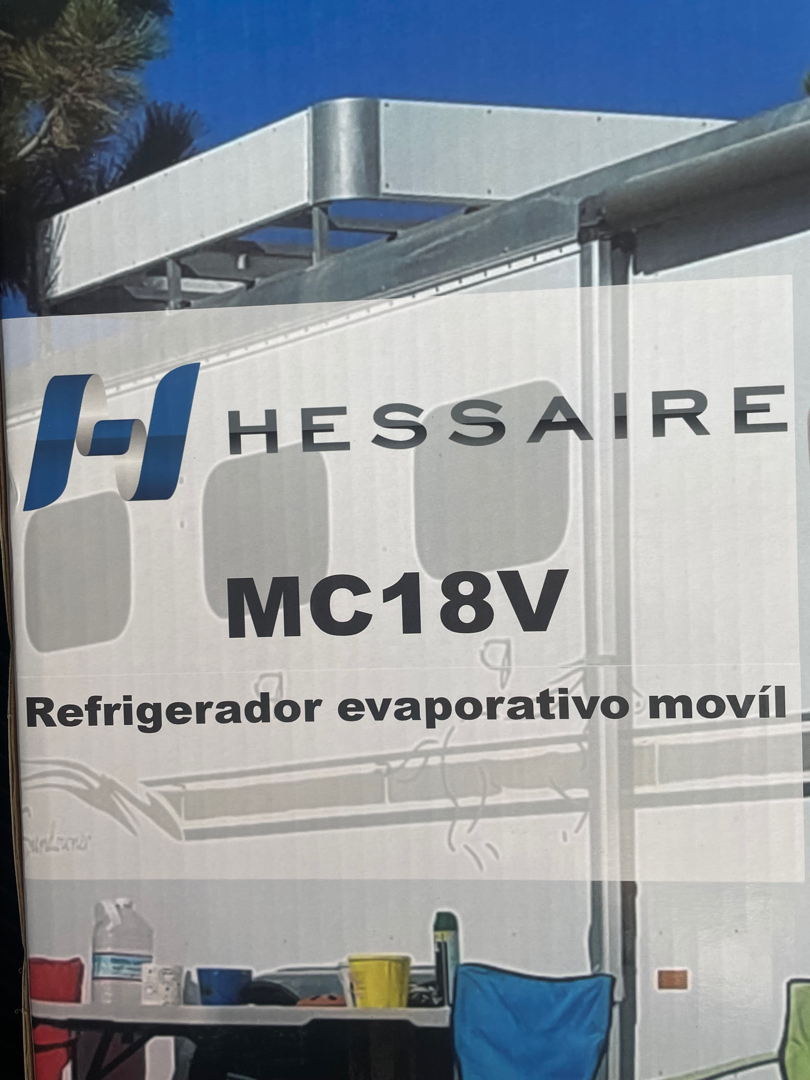 HESSAIRE
MC18V
Refrigerador evaporativo movíl